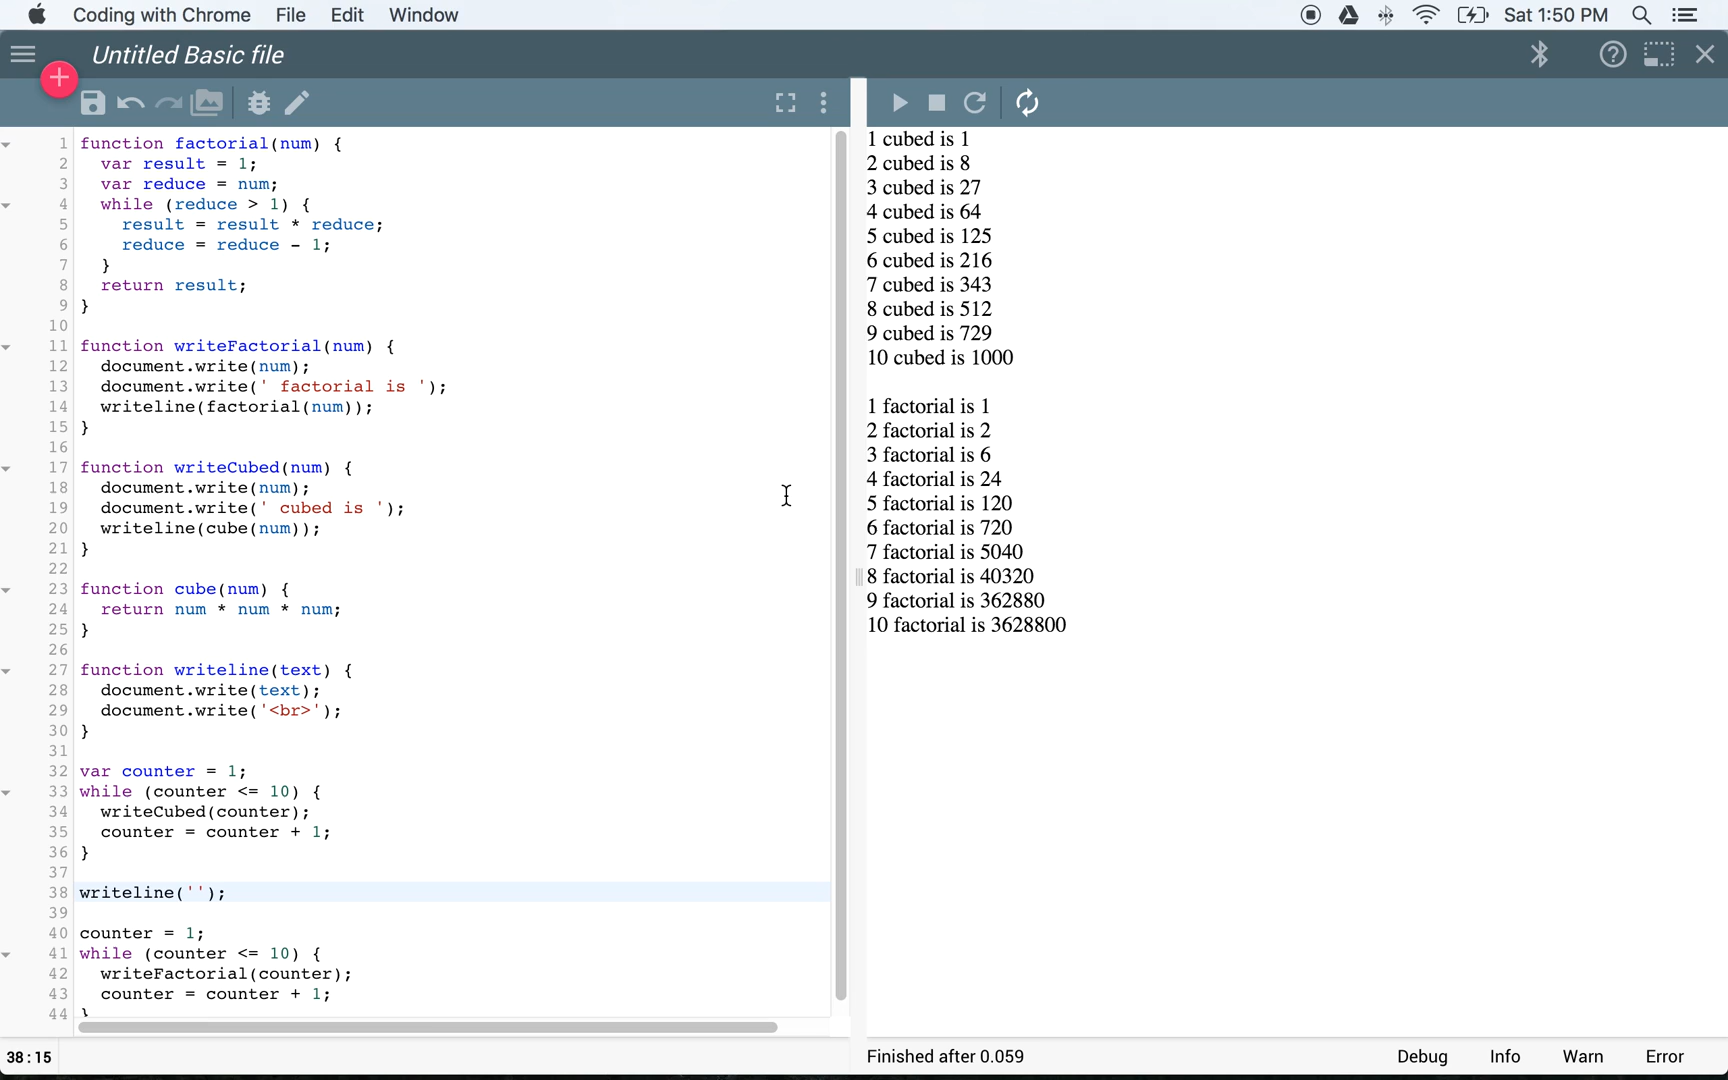 Coding with Chrome File Edit Window Sat 1:50 PM
Untitled Basic file
1 function factorial(num) {
2 var result = 1;
3 var reduce = num;
4 while (reduce > 1) {
5 result = result * reduce;
6 reduce = reduce - 1;
7 }
8 return result;
9 }
10
11 function writeFactorial(num) {
12 document.write(num);
13 document.write(' factorial is ');
14 writeline(factorial(num));
15 }
16
17 function writeCubed(num) {
18 document.write(num);
19 document.write(' cubed is ');
20 writeline(cube(num));
21 }
22
23 function cube(num) {
24 return num * num * num;
25 }
26
27 function writeline(text) {
28 document.write(text);
29 document.write('<br>');
30 }
31
32 var counter = 1;
33 while (counter <= 10) {
34 writeCubed(counter);
35 counter = counter + 1;
36 }
37
38 writeline('');
39
40 counter = 1;
41 while (counter <= 10) {
42 writeFactorial(counter);
43 counter = counter + 1;
44 }
38:15
1 cubed is 1
2 cubed is 8
3 cubed is 27
4 cubed is 64
5 cubed is 125
6 cubed is 216
7 cubed is 343
8 cubed is 512
9 cubed is 729
10 cubed is 1000
1 factorial is 1
2 factorial is 2
3 factorial is 6
4 factorial is 24
5 factorial is 120
6 factorial is 720
7 factorial is 5040
8 factorial is 40320
9 factorial is 362880
10 factorial is 3628800
Finished after 0.059 Debug Info Warn Error